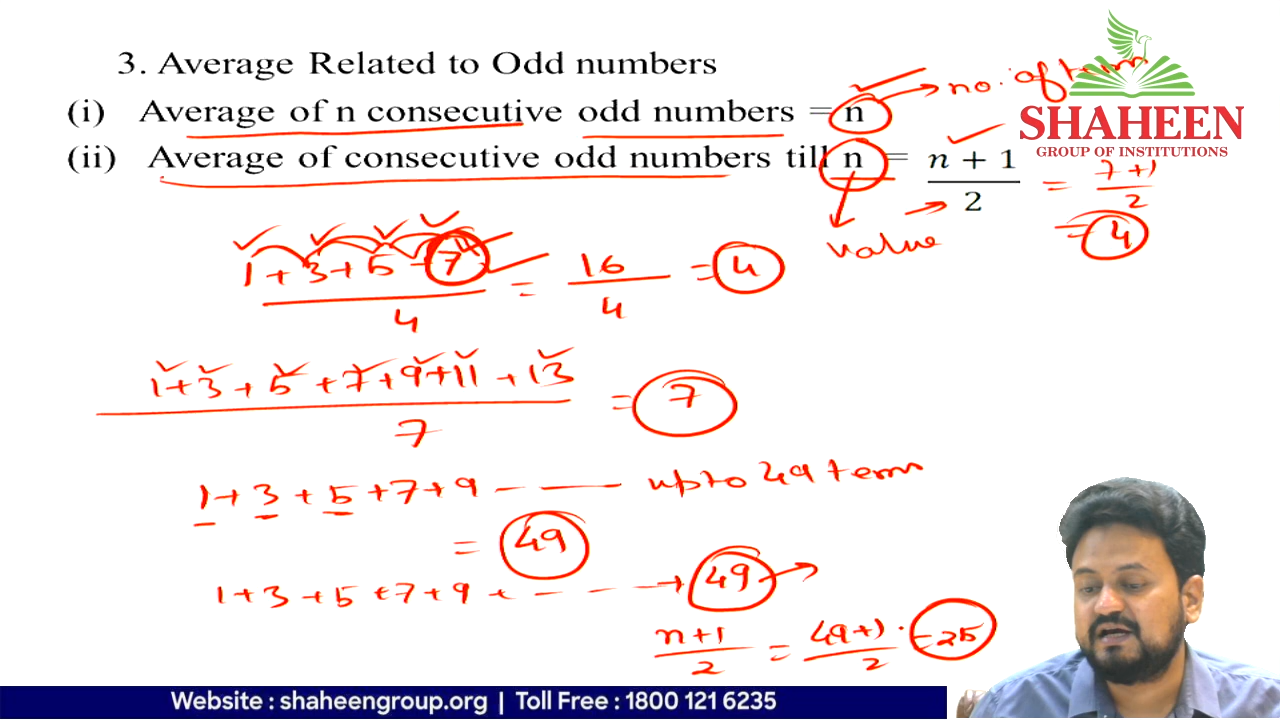 3. Average Related to Odd numbers
(i) Average of n consecutive odd numbers = n → no. of term
SHAHEEN
GROUP OF INSTITUTIONS
(ii) Average of consecutive odd numbers till n = n + 1 / 2 = 7+1 / 2
= 4
value
1 + 3 + 5 + 7 / 4 = 16 / 4 = 4
1+3+5+7+9+11+13 / 7 = 7
1+3+5+7+9 ---- upto 49 term
= 49
1+3+5+7+9+ ---- → 49 →
n+1 / 2 = 49+1 / 2 = 25
Website : shaheengroup.org | Toll Free : 1800 121 6235